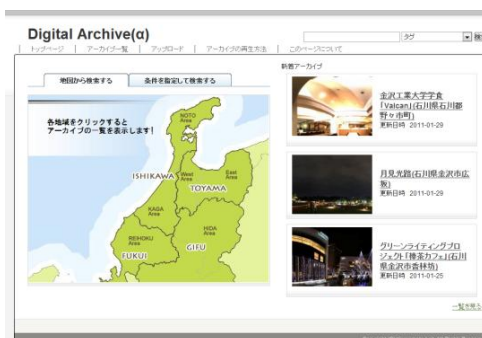 Digital Archive(α)
タグ
検
トップページ | アーカイブ一覧 | アップロード | アーカイブの再生方法 | このページについて
新着アーカイブ
地図から検索する
条件を指定して検索する
各地域をクリックすると
アーカイブの一覧を表示します!
NOTO
Area
ISHIKAWA
West
Area
East
Area
TOYAMA
KAGA
Area
REIHOKU
Area
HIDA
Area
FUKUI
GIFU
金沢工業大学学食
「Valcan」(石川県石川郡
野々市町)
更新日時 2011-01-29
月見光路(石川県金沢市広
坂)
更新日時 2011-01-29
グリーンライティングプロ
ジェクト「棒茶カフェ」(石川
県金沢市香林坊)
更新日時 2011-01-25
一覧を見る